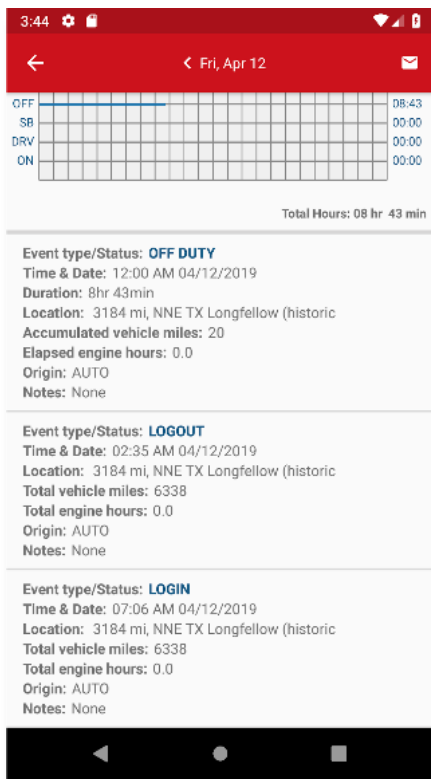 3:44
Fri, Apr 12
OFF 08:43
SB 00:00
DRV 00:00
ON 00:00
Total Hours: 08 hr 43 min
Event type/Status: OFF DUTY
Time & Date: 12:00 AM 04/12/2019
Duration: 8hr 43min
Location: 3184 mi, NNE TX Longfellow (historic
Accumulated vehicle miles: 20
Elapsed engine hours: 0.0
Origin: AUTO
Notes: None
Event type/Status: LOGOUT
Time & Date: 02:35 AM 04/12/2019
Location: 3184 mi, NNE TX Longfellow (historic
Total vehicle miles: 6338
Total engine hours: 0.0
Origin: AUTO
Notes: None
Event type/Status: LOGIN
Time & Date: 07:06 AM 04/12/2019
Location: 3184 mi, NNE TX Longfellow (historic
Total vehicle miles: 6338
Total engine hours: 0.0
Origin: AUTO
Notes: None